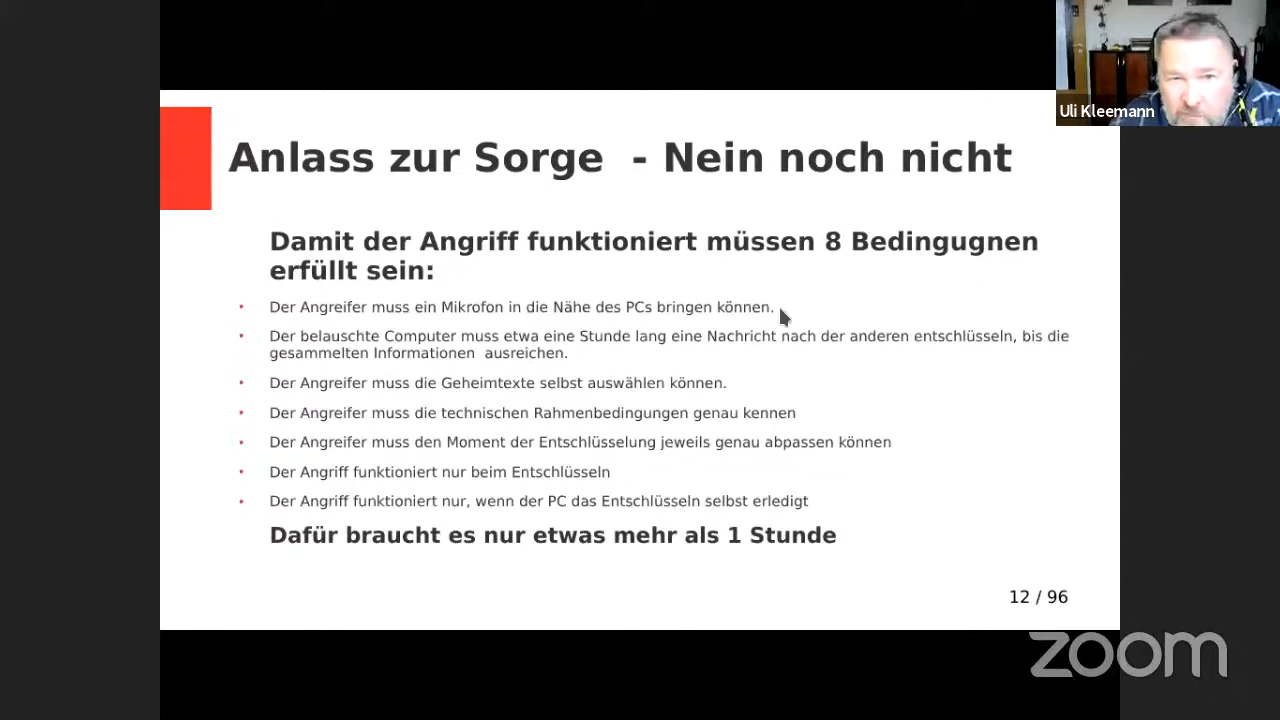 Uli Kleemann
Anlass zur Sorge  - Nein noch nicht
Damit der Angriff funktioniert müssen 8 Bedingugnen
erfüllt sein:
• Der Angreifer muss ein Mikrofon in die Nähe des PCs bringen können.
• Der belauschte Computer muss etwa eine Stunde lang eine Nachricht nach der anderen entschlüsseln, bis die
gesammelten Informationen  ausreichen.
• Der Angreifer muss die Geheimtexte selbst auswählen können.
• Der Angreifer muss die technischen Rahmenbedingungen genau kennen
• Der Angreifer muss den Moment der Entschlüsselung jeweils genau abpassen können
• Der Angriff funktioniert nur beim Entschlüsseln
• Der Angriff funktioniert nur, wenn der PC das Entschlüsseln selbst erledigt
Dafür braucht es nur etwas mehr als 1 Stunde
12 / 96
zoom